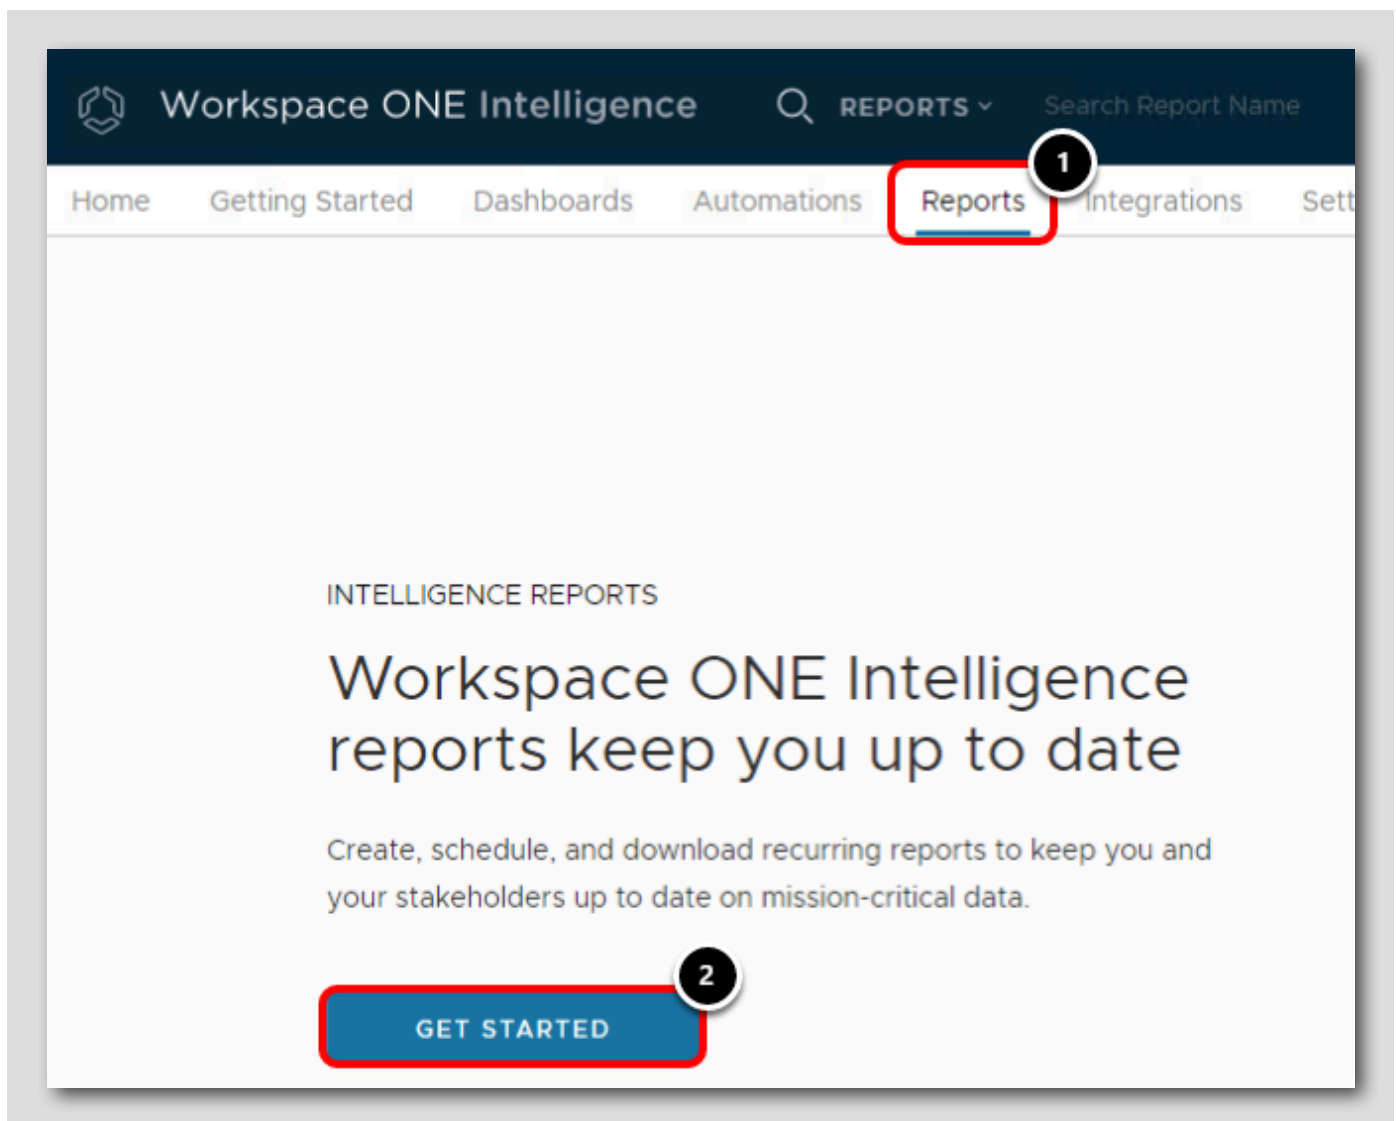 Workspace ONE Intelligence REPORTS Search Report Name
1
Home Getting Started Dashboards Automations Reports Integrations Sett
INTELLIGENCE REPORTS
Workspace ONE Intelligence
reports keep you up to date
Create, schedule, and download recurring reports to keep you and
your stakeholders up to date on mission-critical data.
2
GET STARTED